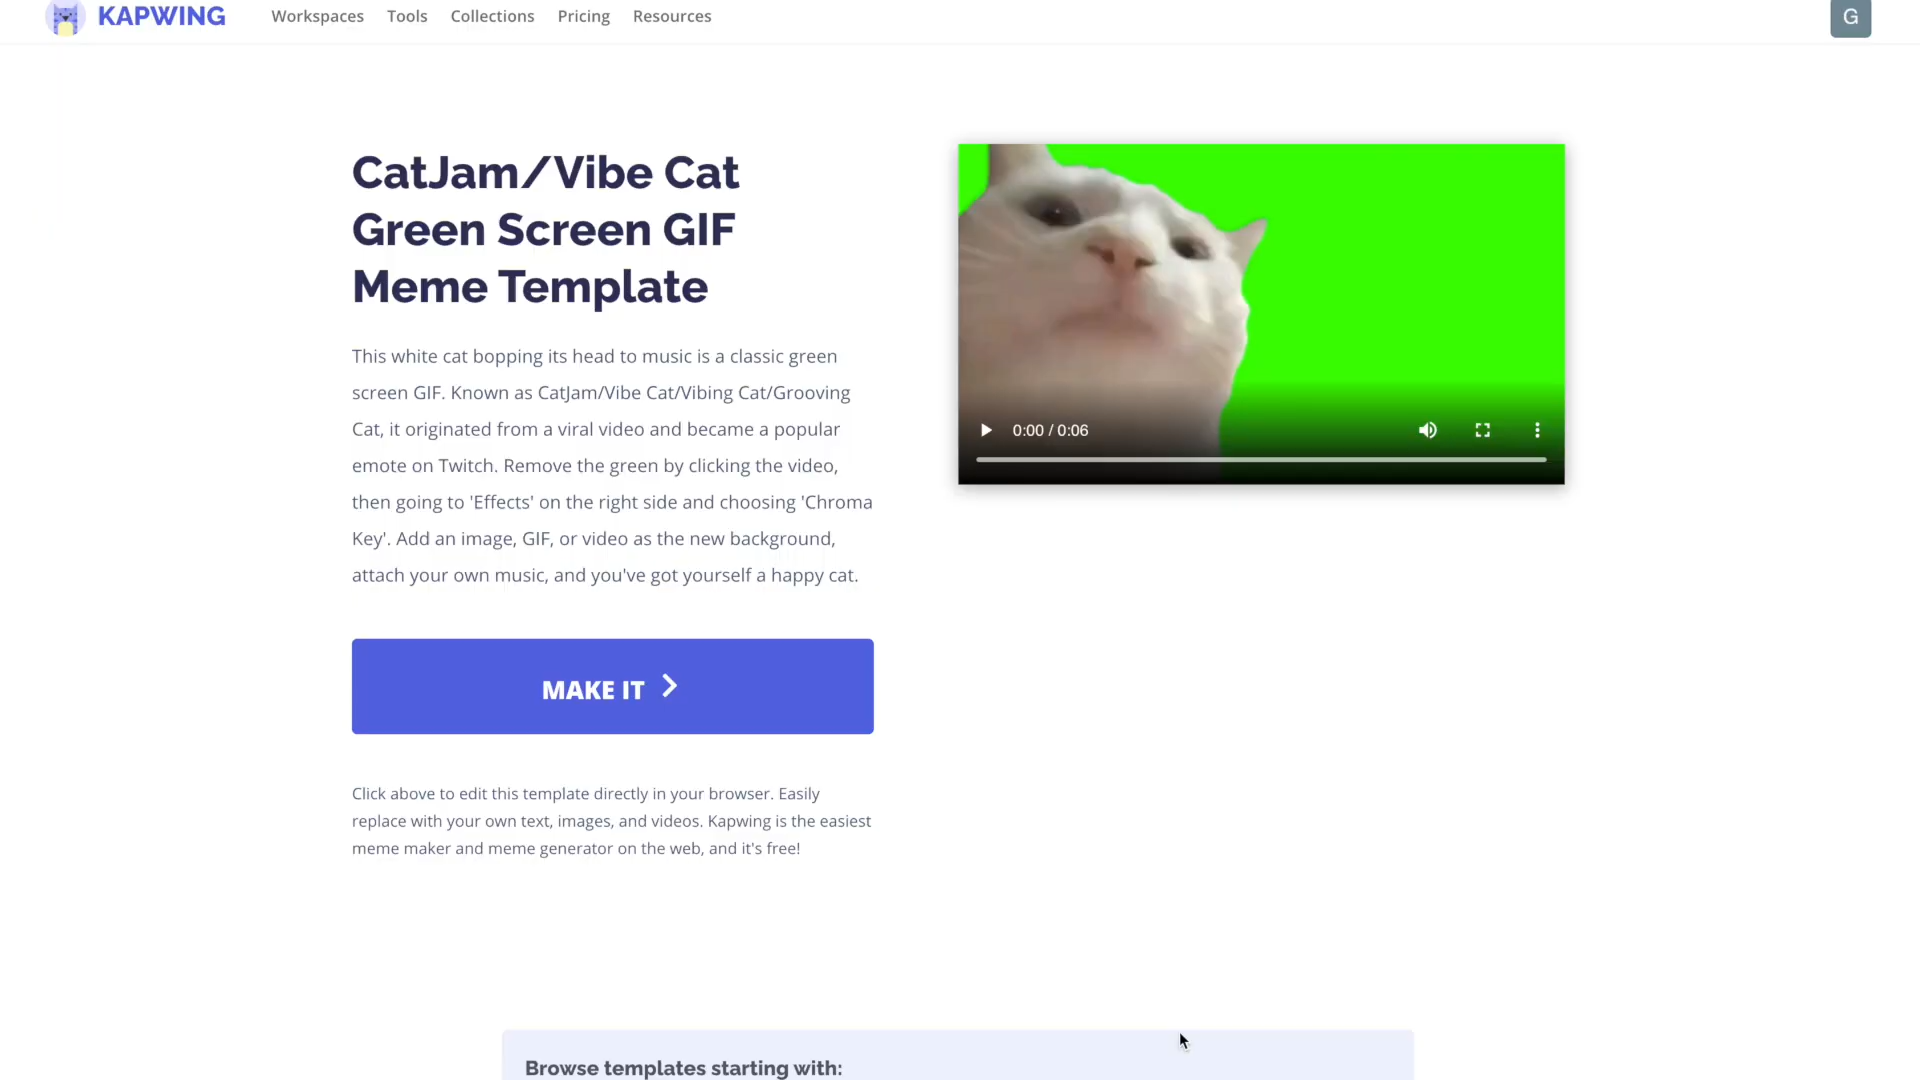 KAPWING
Workspaces
Tools
Collections
Pricing
Resources
G
CatJam/Vibe Cat
Green Screen GIF
Meme Template
This white cat bopping its head to music is a classic green
screen GIF. Known as CatJam/Vibe Cat/Vibing Cat/Grooving
Cat, it originated from a viral video and became a popular
emote on Twitch. Remove the green by clicking the video,
then going to 'Effects' on the right side and choosing 'Chroma
Key'. Add an image, GIF, or video as the new background,
attach your own music, and you've got yourself a happy cat.
0:00 / 0:06
MAKE IT
Click above to edit this template directly in your browser. Easily
replace with your own text, images, and videos. Kapwing is the easiest
meme maker and meme generator on the web, and it's free!
Browse templates starting with: